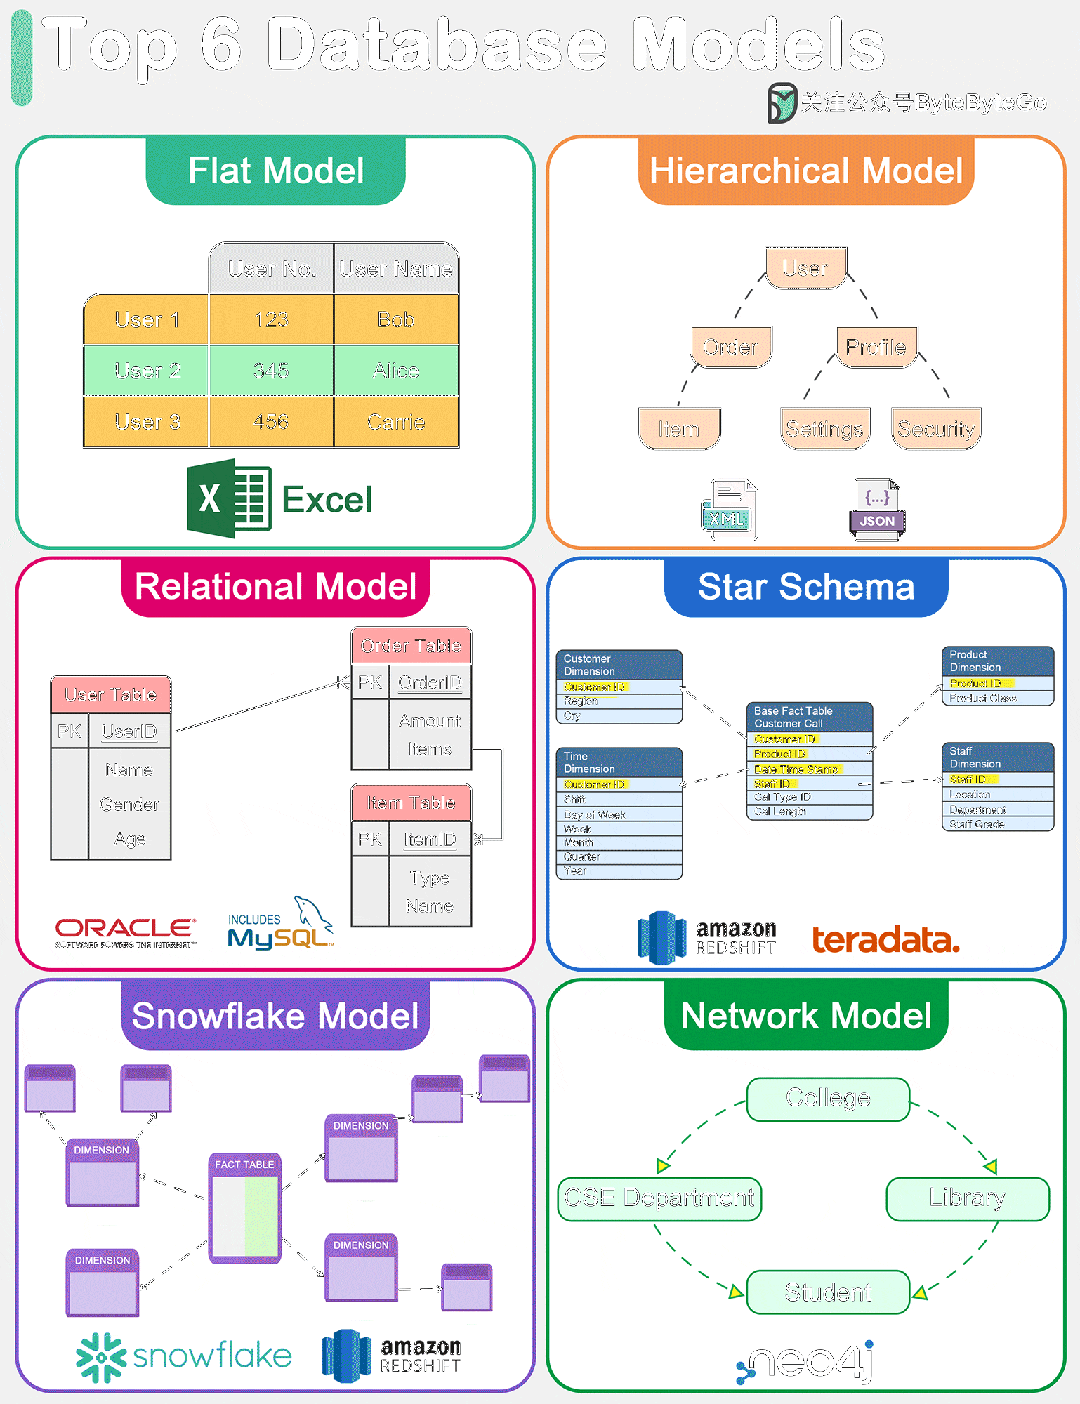 Top 6 Database Models
关注公众号ByteByteGo
Flat Model
User No. User Name
User 1 123 Bob
User 2 345 Alice
User 3 456 Carrie
X Excel
Hierarchical Model
User
Order Profile
Item Settings Security
XML {...} JSON
Relational Model
Order Table
PK OrderID
Amount
Items
User Table
PK UserID
Name
Gender
Age
Item Table
PK ItemID
Type
Name
ORACLE
SOFTWARE POWERS THE INTERNET™
INCLUDES
MySQL™
Star Schema
Customer
Dimension
Customer ID
Region
City
Time
Dimension
Customer ID
Shift
Day of Week
Week
Month
Quarter
Year
Base Fact Table
Customer Call
Customer ID
Product ID
Date Time Stamp
Staff ID
Call Type ID
Call Length
Product
Dimension
Product ID
Product Class
Staff
Dimension
Staff ID
Location
Department
Staff Grade
amazon
REDSHIFT
teradata.
Snowflake Model
DIMENSION
DIMENSION
FACT TABLE
DIMENSION
DIMENSION
snowflake
amazon
REDSHIFT
Network Model
College
CSE Department Library
Student
neo4j